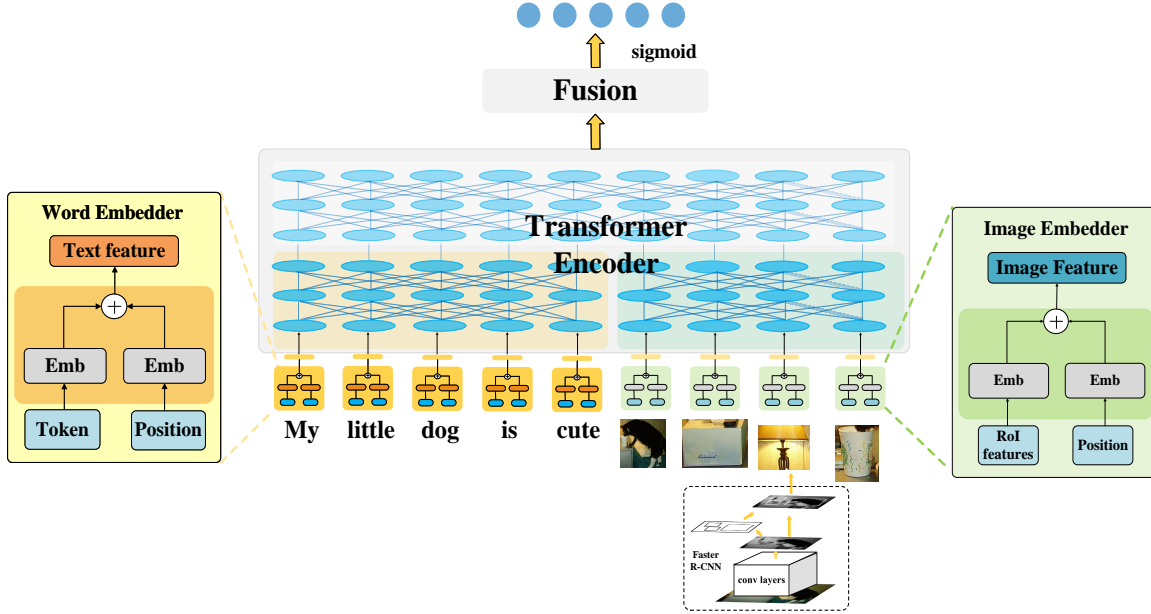 sigmoid
Fusion
Transformer
Encoder
Word Embedder
Text feature
Emb
Emb
Token
Position
Image Embedder
Image Feature
Emb
Emb
RoI
features
Position
My
little
dog
is
cute
Faster
R-CNN
conv layers